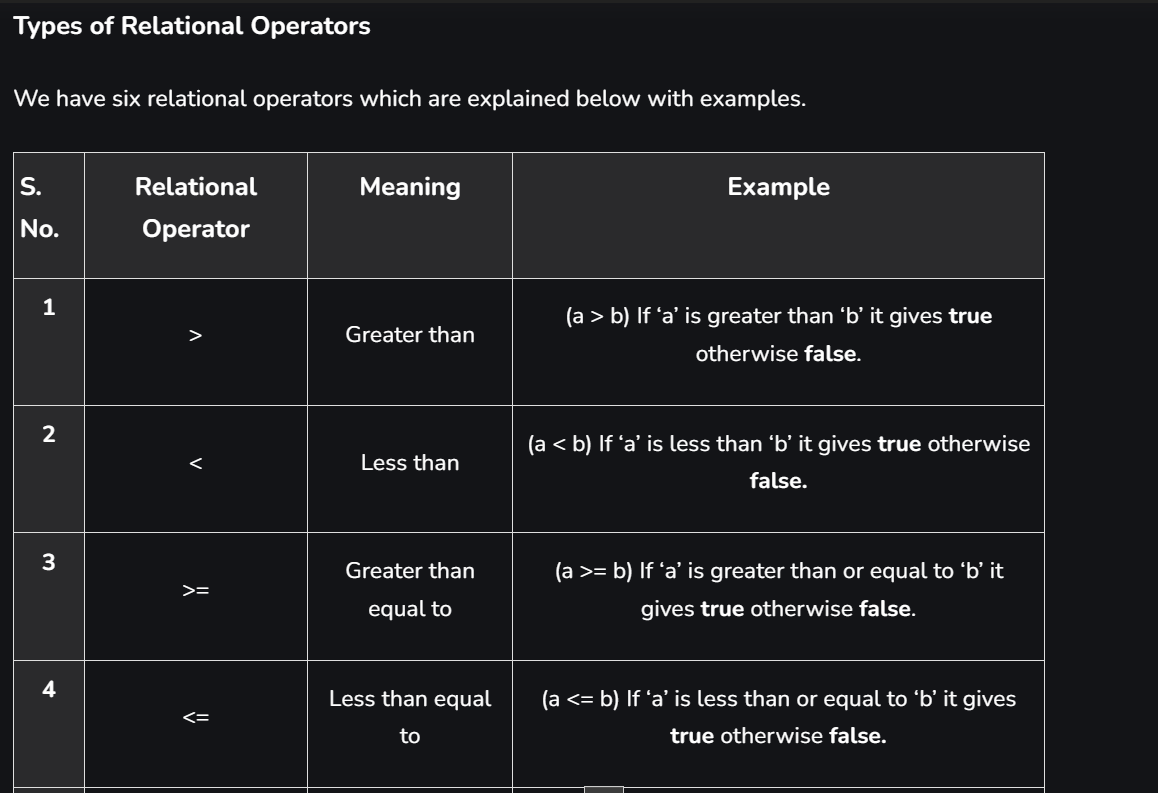 Types of Relational Operators
We have six relational operators which are explained below with examples.
S.
No.
Relational
Operator
Meaning
Example
1
>
Greater than
(a > b) If ‘a’ is greater than ‘b’ it gives true
otherwise false.
2
<
Less than
(a < b) If ‘a’ is less than ‘b’ it gives true otherwise
false.
3
>=
Greater than
equal to
(a >= b) If ‘a’ is greater than or equal to ‘b’ it
gives true otherwise false.
4
<=
Less than equal
to
(a <= b) If ‘a’ is less than or equal to ‘b’ it gives
true otherwise false.